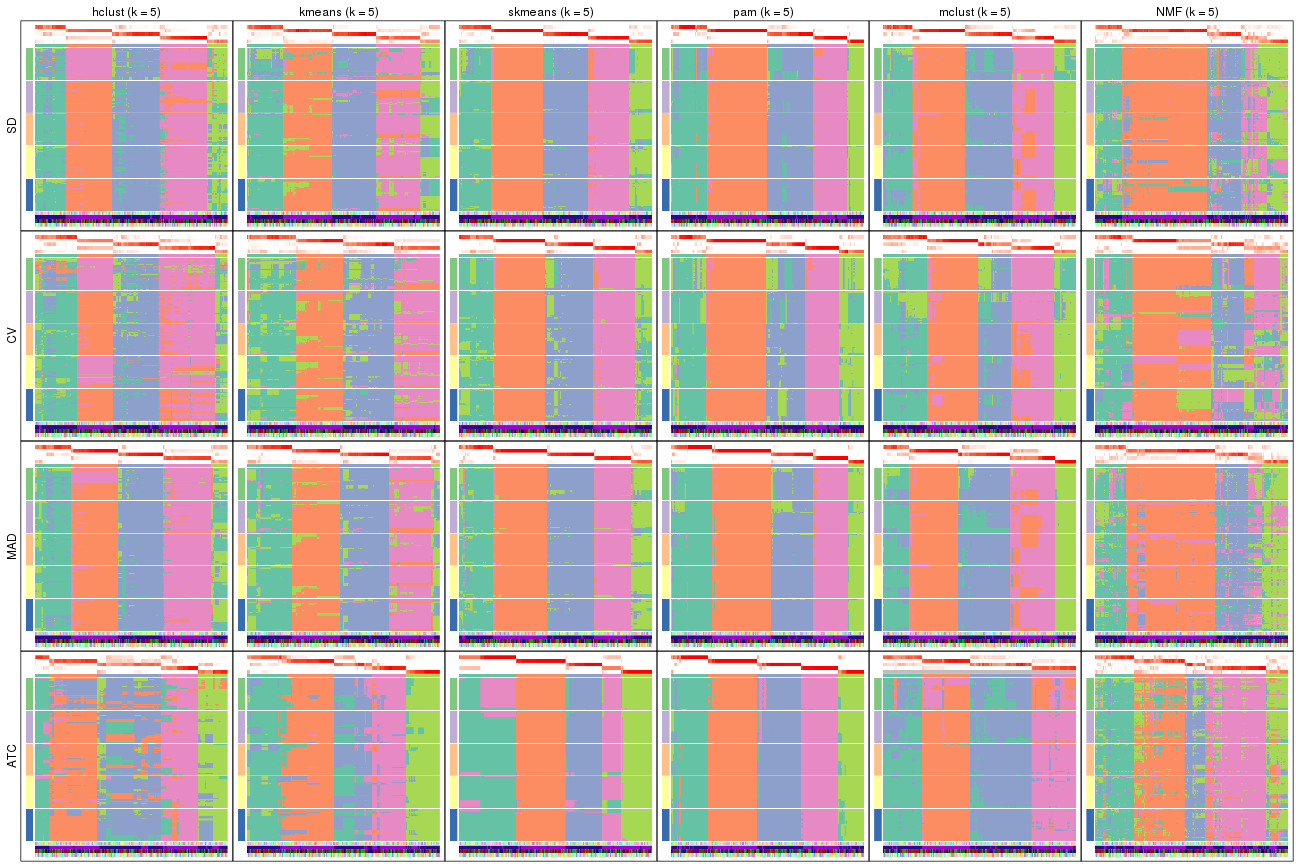 hclust (k = 5)
kmeans (k = 5)
skmeans (k = 5)
pam (k = 5)
mclust (k = 5)
NMF (k = 5)
SD
CV
MAD
ATC